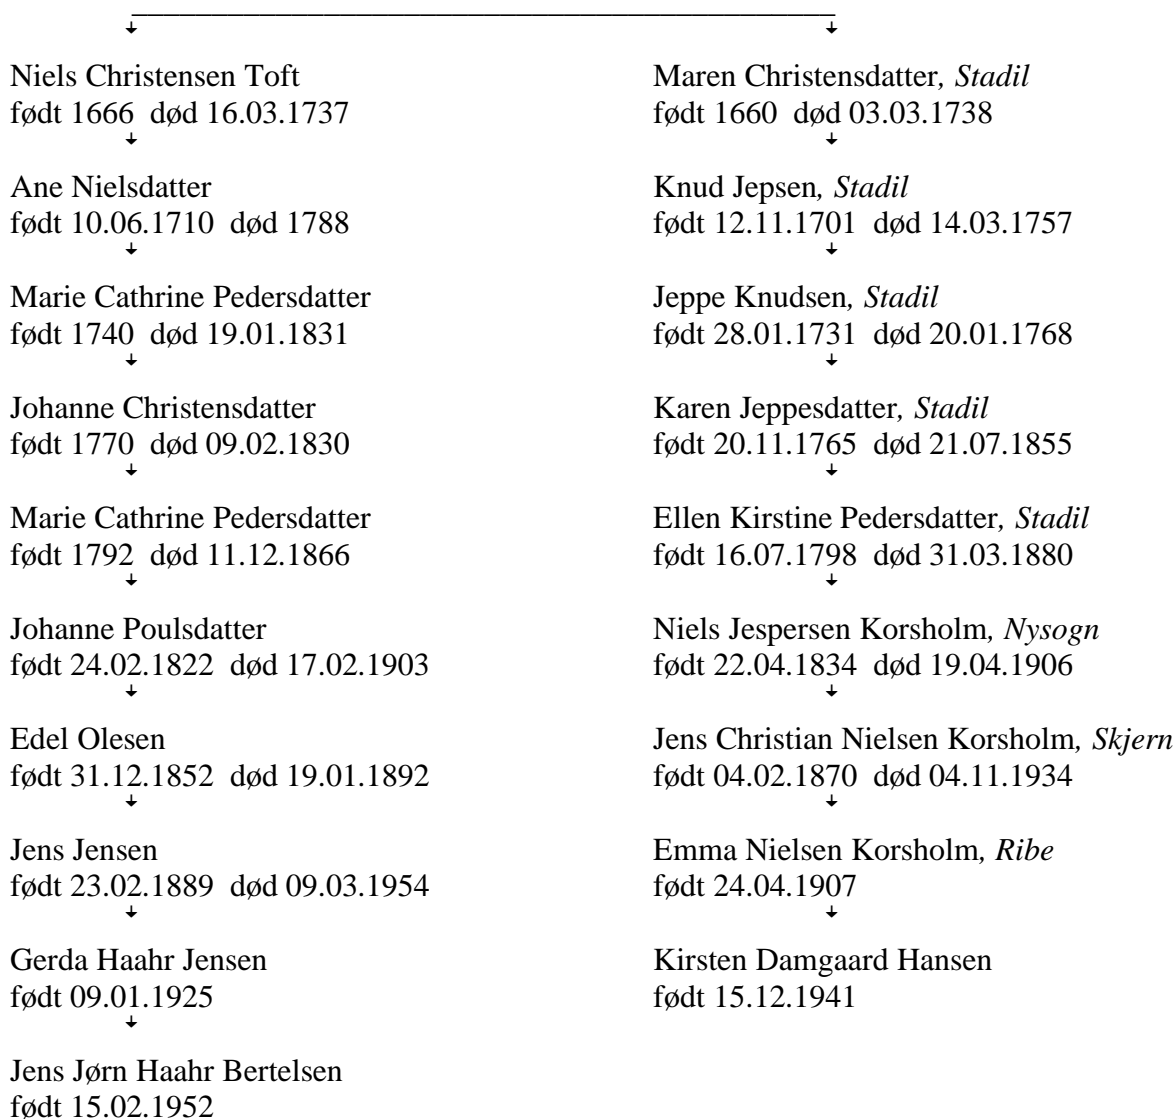 Niels Christensen Toft
født 1666 død 16.03.1737
Ane Nielsdatter
født 10.06.1710 død 1788
Marie Cathrine Pedersdatter
født 1740 død 19.01.1831
Johanne Christensdatter
født 1770 død 09.02.1830
Marie Cathrine Pedersdatter
født 1792 død 11.12.1866
Johanne Poulsdatter
født 24.02.1822 død 17.02.1903
Edel Olesen
født 31.12.1852 død 19.01.1892
Jens Jensen
født 23.02.1889 død 09.03.1954
Gerda Haahr Jensen
født 09.01.1925
Jens Jørn Haahr Bertelsen
født 15.02.1952
Maren Christensdatter, Stadil
født 1660 død 03.03.1738
Knud Jepsen, Stadil
født 12.11.1701 død 14.03.1757
Jeppe Knudsen, Stadil
født 28.01.1731 død 20.01.1768
Karen Jeppesdatter, Stadil
født 20.11.1765 død 21.07.1855
Ellen Kirstine Pedersdatter, Stadil
født 16.07.1798 død 31.03.1880
Niels Jespersen Korsholm, Nysogn
født 22.04.1834 død 19.04.1906
Jens Christian Nielsen Korsholm, Skjern
født 04.02.1870 død 04.11.1934
Emma Nielsen Korsholm, Ribe
født 24.04.1907
Kirsten Damgaard Hansen
født 15.12.1941